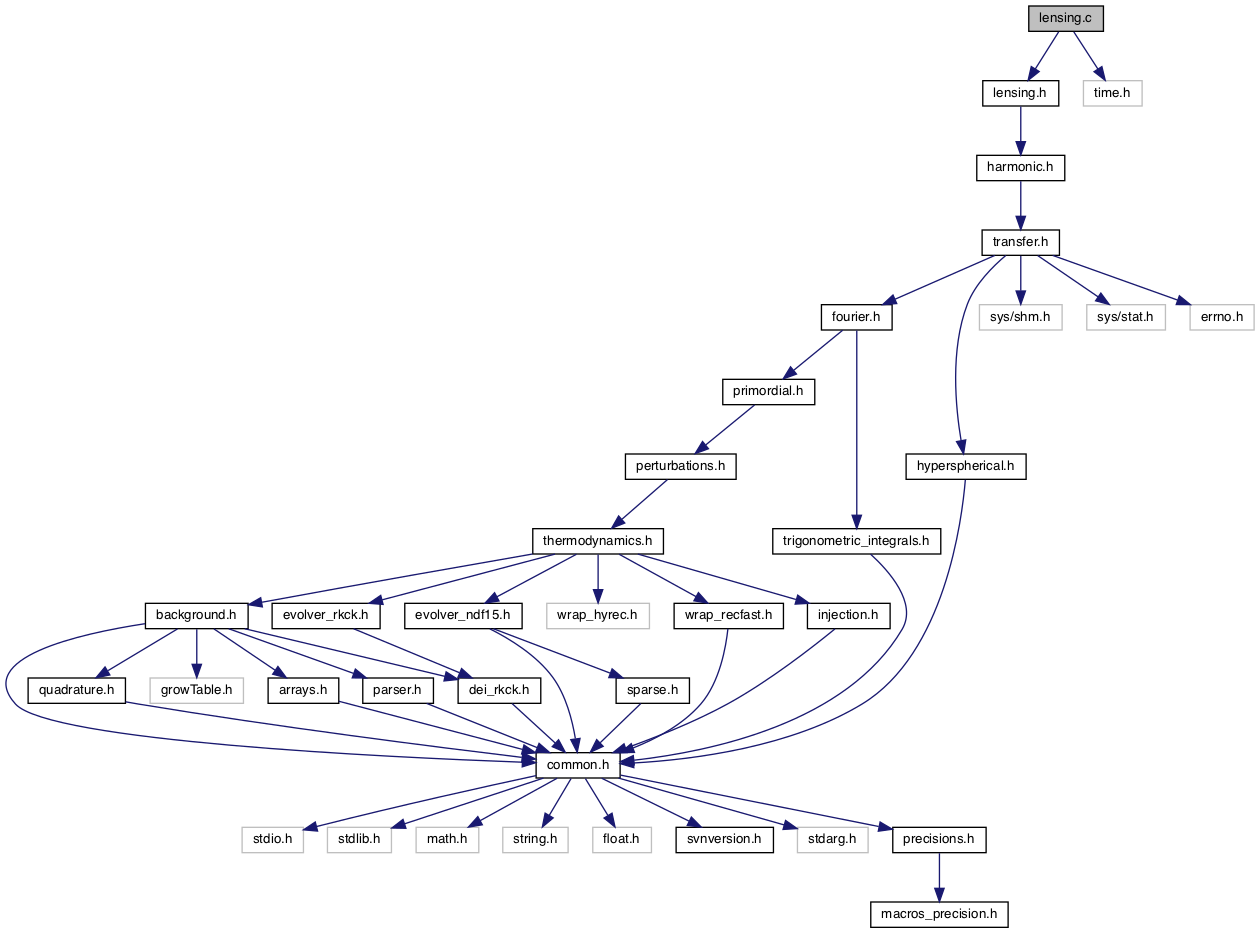 lensing.c
lensing.h
time.h
harmonic.h
transfer.h
fourier.h
sys/shm.h
sys/stat.h
errno.h
primordial.h
perturbations.h
hyperspherical.h
thermodynamics.h
trigonometric_integrals.h
background.h
evolver_rkck.h
evolver_ndf15.h
wrap_hyrec.h
wrap_recfast.h
injection.h
quadrature.h
growTable.h
arrays.h
parser.h
dei_rkck.h
sparse.h
common.h
stdio.h
stdlib.h
math.h
string.h
float.h
svnversion.h
stdarg.h
precisions.h
macros_precision.h